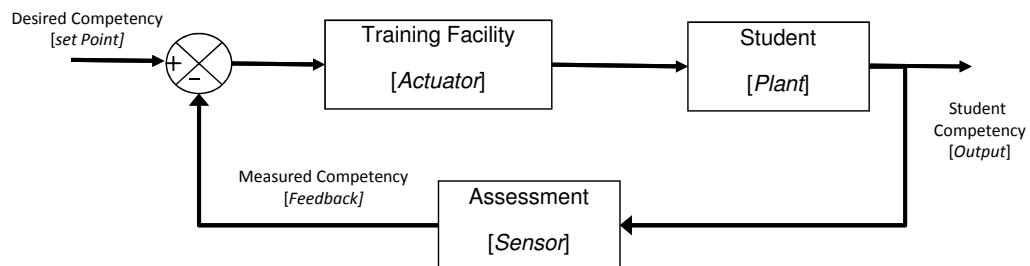 Desired Competency
[set Point]
+
-
Training Facility
[Actuator]
Student
[Plant]
Student
Competency
[Output]
Measured Competency
[Feedback]
Assessment
[Sensor]